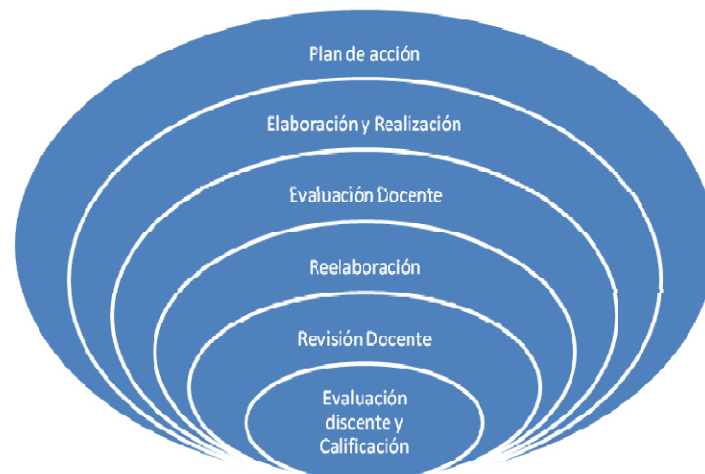 Plan de acción
Elaboración y Realización
Evaluación Docente
Reelaboración
Revisión Docente
Evaluación
discente y
Calificación